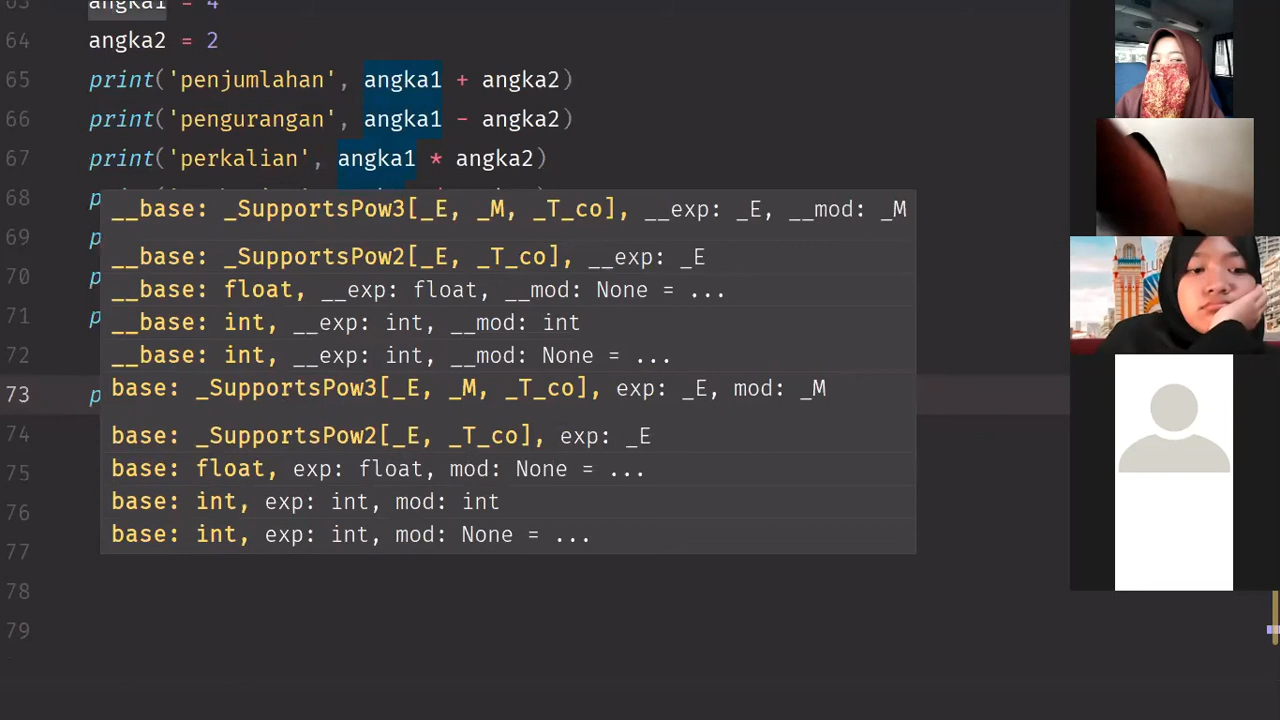 63 angka1 = 4
64 angka2 = 2
65 print('penjumlahan', angka1 + angka2)
66 print('pengurangan', angka1 - angka2)
67 print('perkalian', angka1 * angka2)
68 p
69 p
70 p
71 p
72
73 p
74
75
76
77
78
79
__base: _SupportsPow3[_E, _M, _T_co], __exp: _E, __mod: _M
__base: _SupportsPow2[_E, _T_co], __exp: _E
__base: float, __exp: float, __mod: None = ...
__base: int, __exp: int, __mod: int
__base: int, __exp: int, __mod: None = ...
base: _SupportsPow3[_E, _M, _T_co], exp: _E, mod: _M
base: _SupportsPow2[_E, _T_co], exp: _E
base: float, exp: float, mod: None = ...
base: int, exp: int, mod: int
base: int, exp: int, mod: None = ...